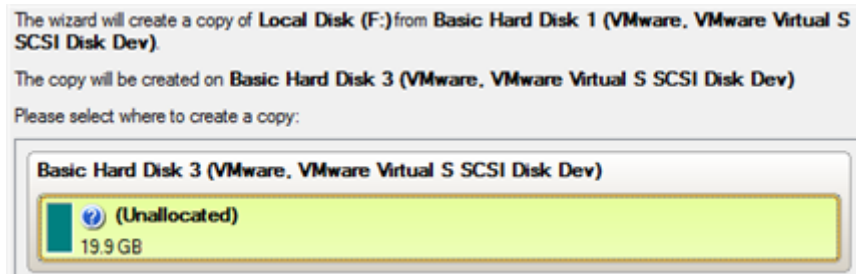 The wizard will create a copy of Local Disk (F:)from Basic Hard Disk 1 (VMware, VMware Virtual S
SCSI Disk Dev).
The copy will be created on Basic Hard Disk 3 (VMware, VMware Virtual S SCSI Disk Dev)
Please select where to create a copy:
Basic Hard Disk 3 (VMware, VMware Virtual S SCSI Disk Dev)
(Unallocated)
19.9 GB